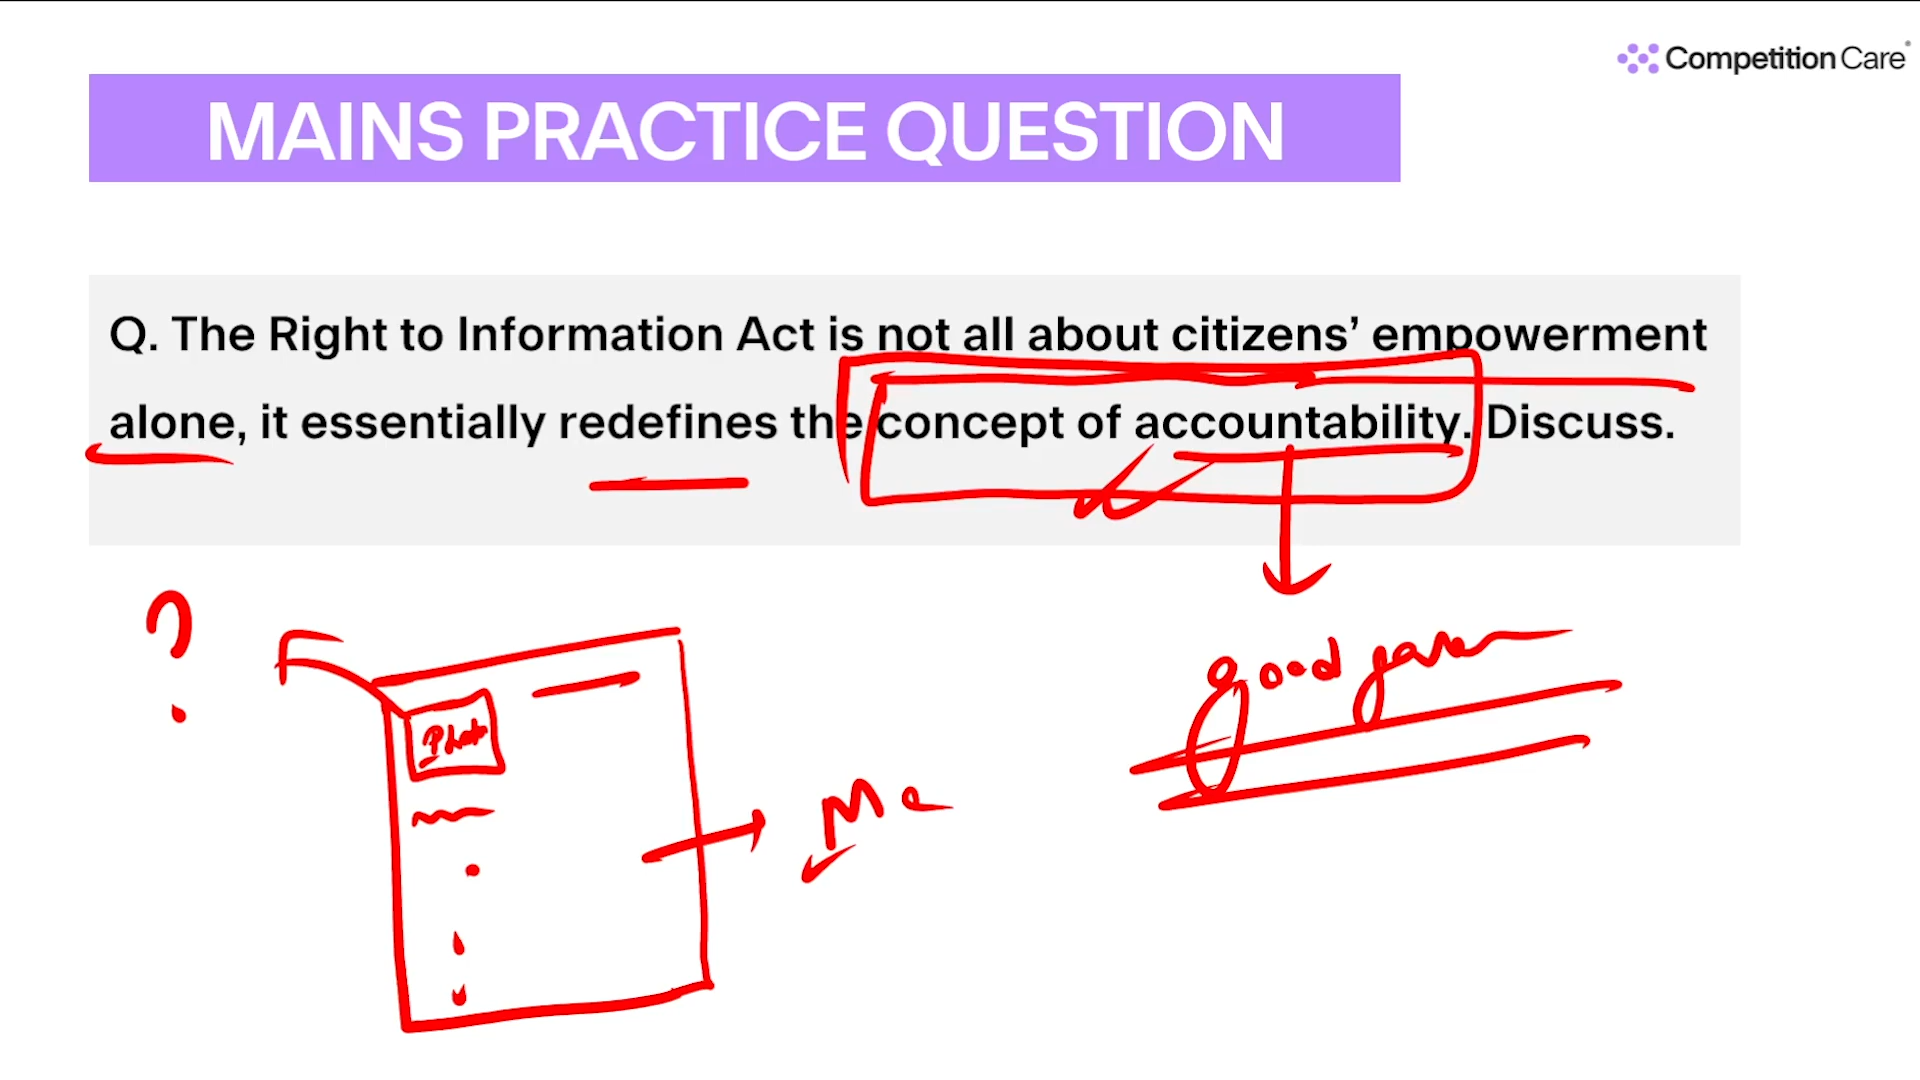 Competition Care
MAINS PRACTICE QUESTION
Q. The Right to Information Act is not all about citizens’ empowerment
alone, it essentially redefines the concept of accountability. Discuss.
?
Photo
Me
good